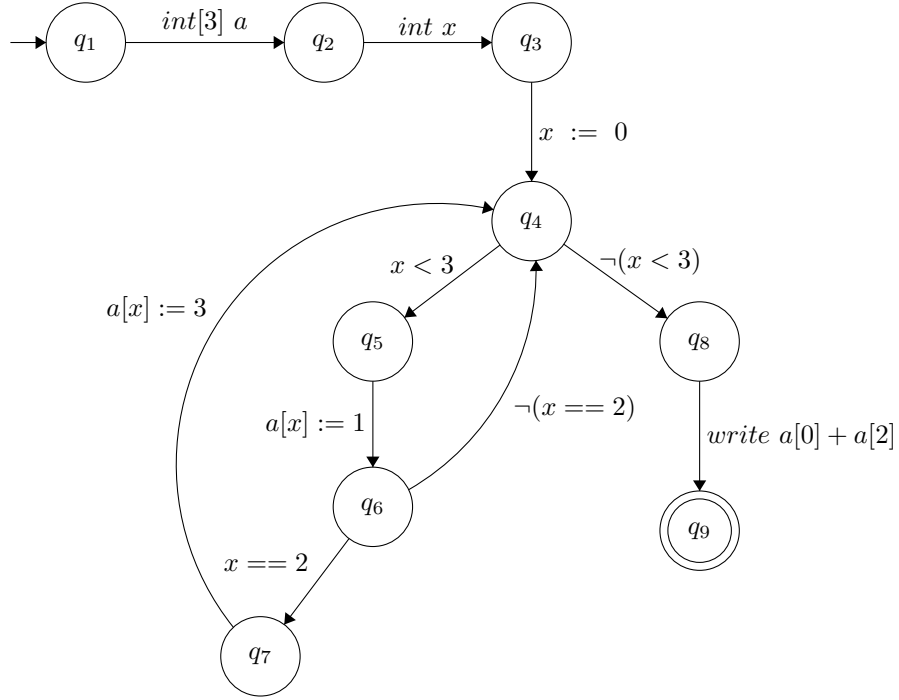 q₁
int[3] a
q₂
int x
q₃
x := 0
q₄
x < 3
¬(x < 3)
a[x] := 3
q₅
q₈
a[x] := 1
¬(x == 2)
write a[0] + a[2]
q₆
q₉
x == 2
q₇